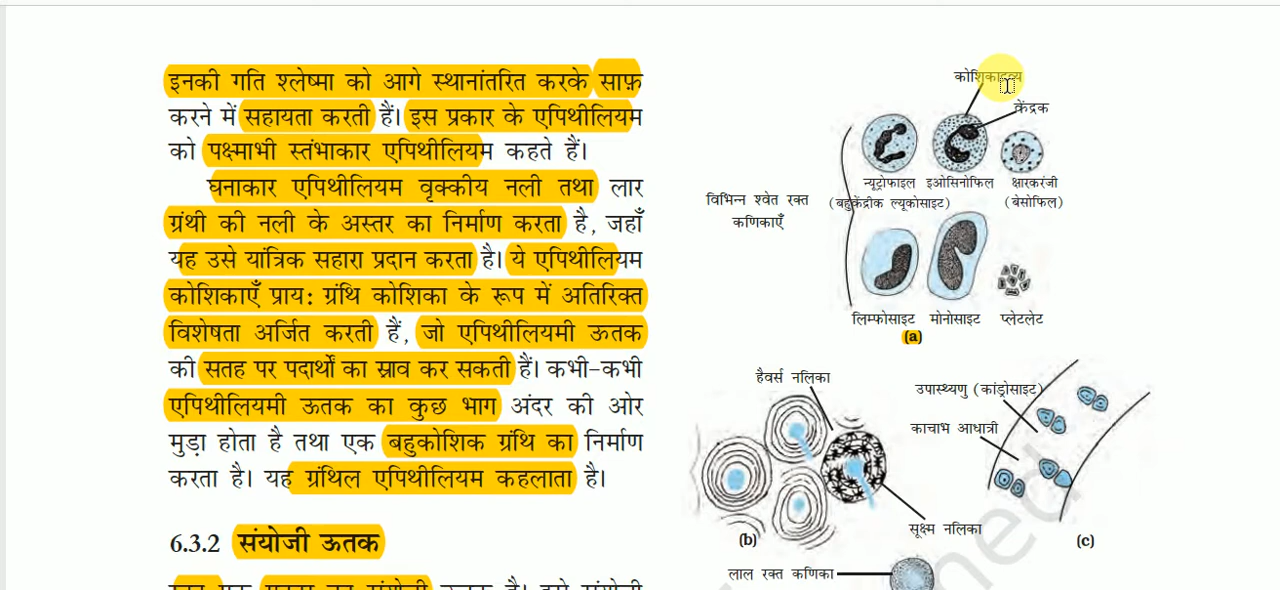 इनकी गति श्लेष्मा को आगे स्थानांतरित करके साफ़
करने में सहायता करती हैं। इस प्रकार के एपिथीलियम
को पक्ष्माभी स्तंभाकार एपिथीलियम कहते हैं।
घनाकार एपिथीलियम वृक्कीय नली तथा लार
ग्रंथी की नली के अस्तर का निर्माण करता है, जहाँ
यह उसे यांत्रिक सहारा प्रदान करता है। ये एपिथीलियम
कोशिकाएँ प्राय: ग्रंथि कोशिका के रूप में अतिरिक्त
विशेषता अर्जित करती हैं, जो एपिथीलियमी ऊतक
की सतह पर पदार्थों का स्राव कर सकती हैं। कभी-कभी
एपिथीलियमी ऊतक का कुछ भाग अंदर की ओर
मुड़ा होता है तथा एक बहुकोशिक ग्रंथि का निर्माण
करता है। यह ग्रंथिल एपिथीलियम कहलाता है।
6.3.2 संयोजी ऊतक
कोशिकाद्रव्य
केंद्रक
न्यूट्रोफाइल
(बहुकेंद्रीक ल्यूकोसाइट)
इओसिनोफिल
क्षारकरंजी
(बेसोफिल)
विभिन्न श्वेत रक्त
कणिकाएँ
लिम्फोसाइट
मोनोसाइट
प्लेटलेट
(a)
हैवर्स नलिका
सूक्ष्म नलिका
(b)
उपास्थ्यणु (कांड्रोसाइट)
काचाभ आधात्री
(c)
लाल रक्त कणिका